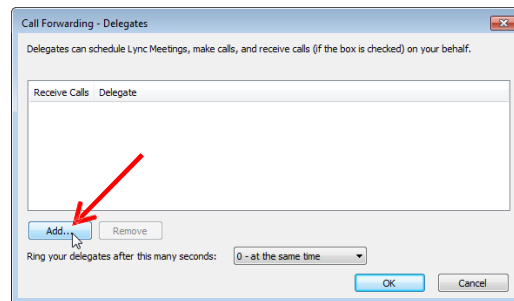 Call Forwarding - Delegates
Delegates can schedule Lync Meetings, make calls, and receive calls (if the box is checked) on your behalf.
Receive Calls Delegate
Add... Remove
Ring your delegates after this many seconds: 0 - at the same time
OK Cancel